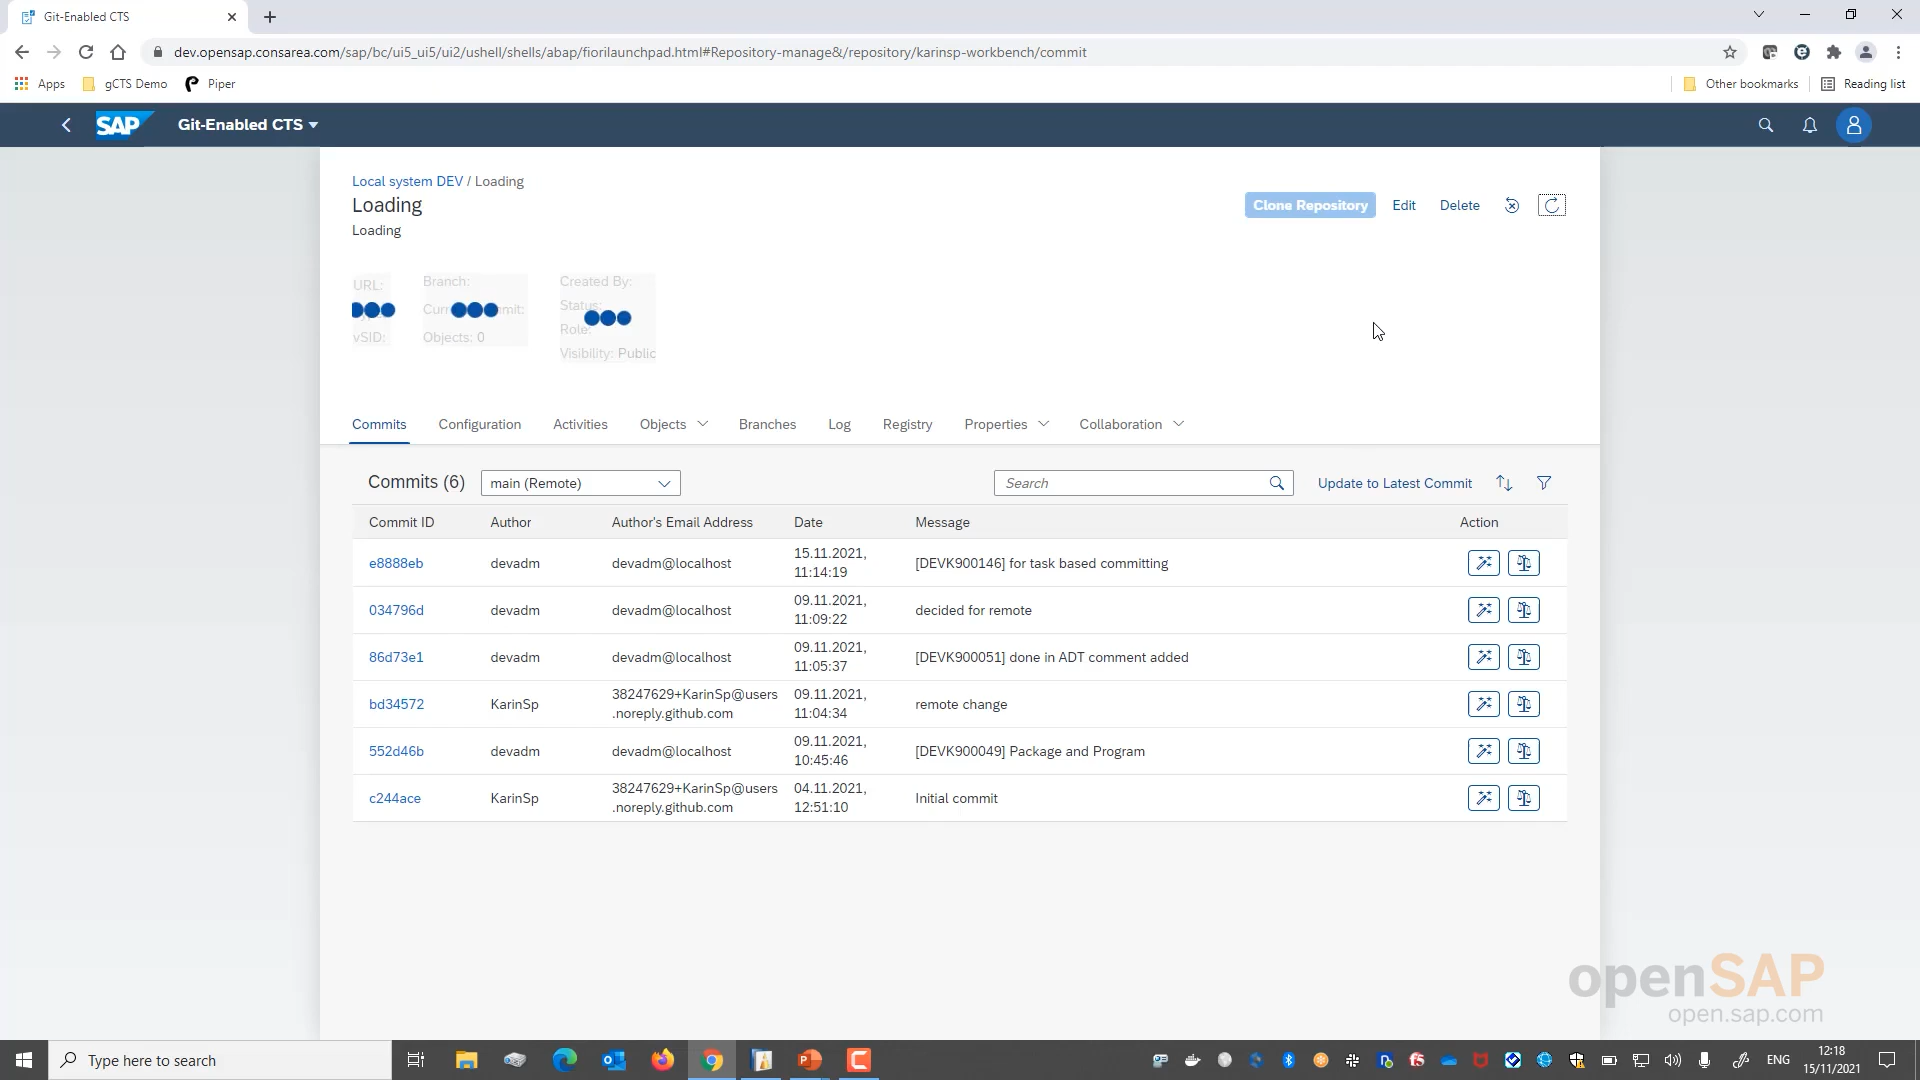 Git-Enabled CTS
dev.opensap.consarea.com/sap/bc/ui5_ui5/ui2/ushell/shells/abap/fiorilaunchpad.html#Repository-manage&/repository/karinsp-workbench/commit
Apps gCTS Demo Piper Other bookmarks Reading list
SAP Git-Enabled CTS
Local system DEV / Loading
Loading
Clone Repository Edit Delete
Loading
URL: Branch: Created By:
Status:
Role:
vSID: Objects: 0
Visibility: Public
Commits Configuration Activities Objects Branches Log Registry Properties Collaboration
Commits (6) main (Remote) Search Update to Latest Commit
Commit ID Author Author's Email Address Date Message Action
e8888eb devadm devadm@localhost 15.11.2021, 11:14:19 [DEVK900146] for task based committing
034796d devadm devadm@localhost 09.11.2021, 11:09:22 decided for remote
86d73e1 devadm devadm@localhost 09.11.2021, 11:05:37 [DEVK900051] done in ADT comment added
bd34572 KarinSp 38247629+KarinSp@users.noreply.github.com 09.11.2021, 11:04:34 remote change
552d46b devadm devadm@localhost 09.11.2021, 10:45:46 [DEVK900049] Package and Program
c244ace KarinSp 38247629+KarinSp@users.noreply.github.com 04.11.2021, 12:51:10 Initial commit
openSAP
open.sap.com
Type here to search ENG 12:18
15/11/2021